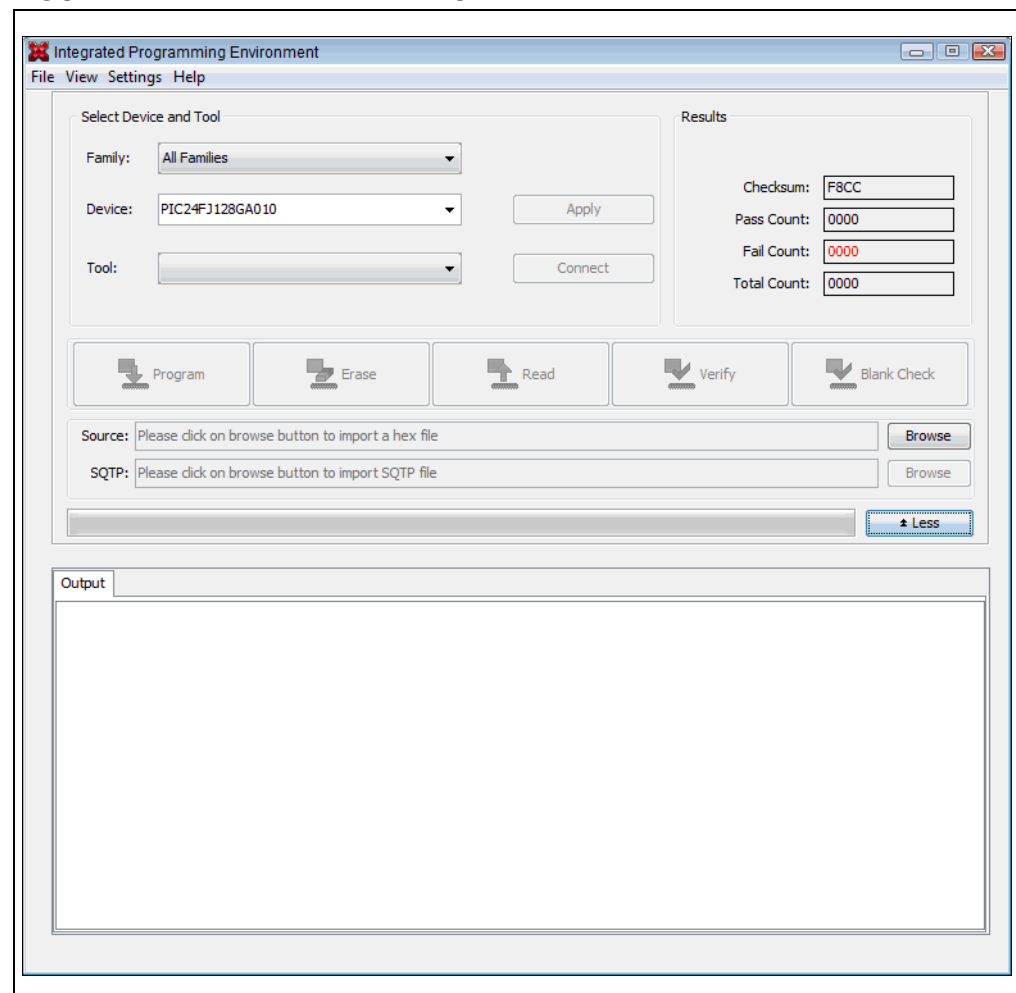 Integrated Programming Environment
File View Settings Help
Select Device and Tool
Results
Family: All Families
Checksum: F8CC
Device: PIC24FJ128GA010
Apply
Pass Count: 0000
Fail Count: 0000
Tool:
Connect
Total Count: 0000
Program Erase Read Verify Blank Check
Source: Please click on browse button to import a hex file Browse
SQTP: Please click on browse button to import SQTP file Browse
Less
Output